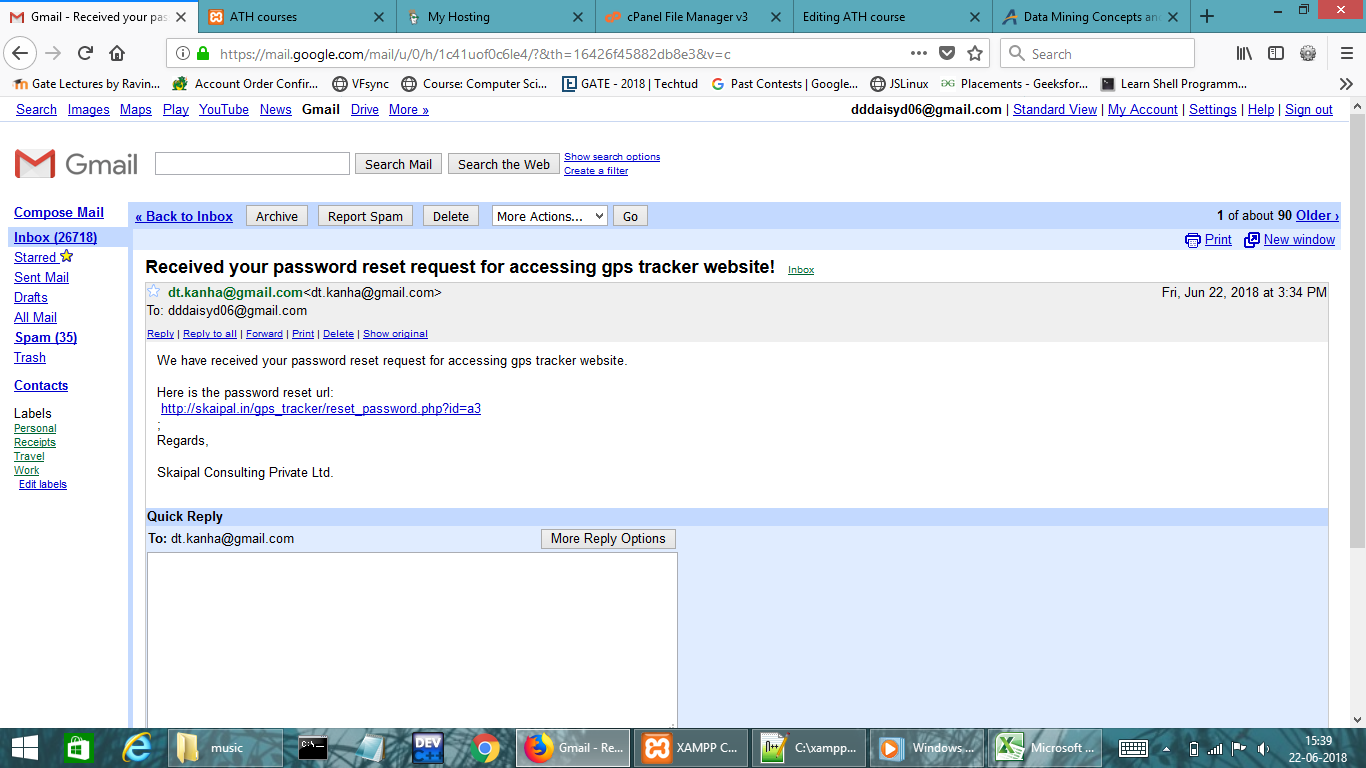 Gmail - Received your pas
ATH courses
My Hosting
cPanel File Manager v3
Editing ATH course
Data Mining Concepts an
https://mail.google.com/mail/u/0/h/1c41uof0c6le4/?&th=16426f45882db8e3&v=c
Search
Gate Lectures by Ravin...
Account Order Confir...
VFsync
Course: Computer Sci...
GATE - 2018 | Techtud
Past Contests | Google...
JSLinux
Placements - Geeksfor...
Learn Shell Programm...
Search Images Maps Play YouTube News Gmail Drive More »
dddaisyd06@gmail.com | Standard View | My Account | Settings | Help | Sign out
Gmail
Search Mail
Search the Web
Show search options
Create a filter
Compose Mail
Inbox (26718)
Starred
Sent Mail
Drafts
All Mail
Spam (35)
Trash
Contacts
Labels
Personal
Receipts
Travel
Work
Edit labels
« Back to Inbox
Archive
Report Spam
Delete
More Actions...
Go
1 of about 90 Older ›
Print
New window
Received your password reset request for accessing gps tracker website! Inbox
dt.kanha@gmail.com<dt.kanha@gmail.com>
Fri, Jun 22, 2018 at 3:34 PM
To: dddaisyd06@gmail.com
Reply | Reply to all | Forward | Print | Delete | Show original
We have received your password reset request for accessing gps tracker website.
Here is the password reset url:
http://skaipal.in/gps_tracker/reset_password.php?id=a3
;
Regards,
Skaipal Consulting Private Ltd.
Quick Reply
To: dt.kanha@gmail.com
More Reply Options
music
C:\...
DEV
C++
Gmail - Re...
XAMPP C...
C:\xampp...
Windows ...
Microsoft ...
15:39
22-06-2018